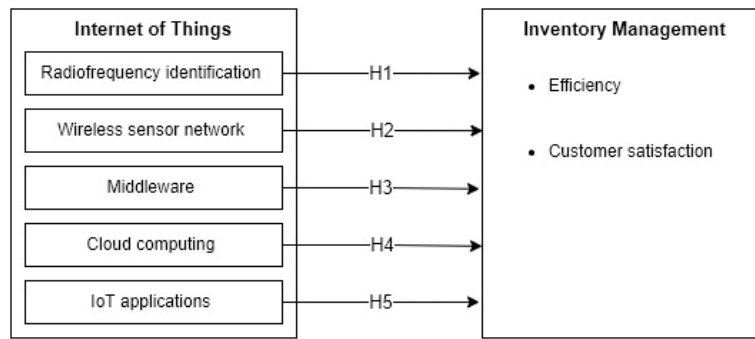 Internet of Things
Inventory Management
Radiofrequency identification
H1
Efficiency
Wireless sensor network
H2
Customer satisfaction
Middleware
H3
Cloud computing
H4
IoT applications
H5